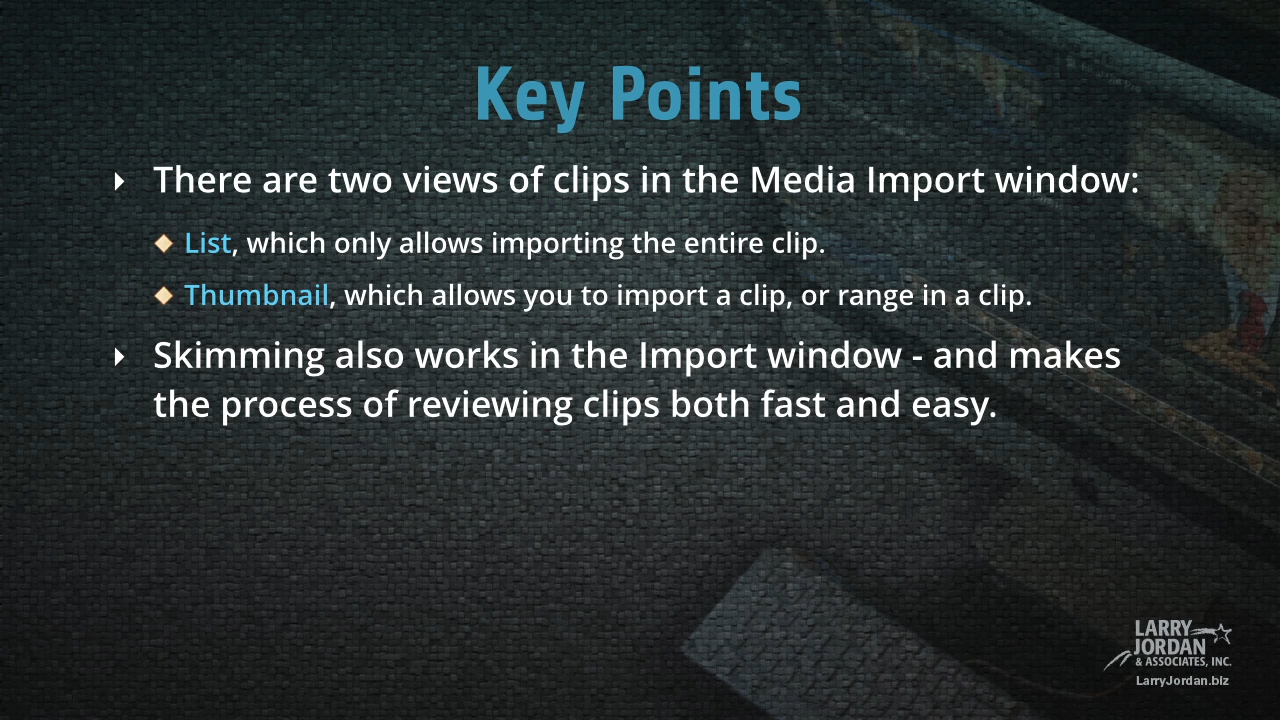 Key Points
There are two views of clips in the Media Import window:
List, which only allows importing the entire clip.
Thumbnail, which allows you to import a clip, or range in a clip.
Skimming also works in the Import window - and makes
the process of reviewing clips both fast and easy.
LARRY
JORDAN
& ASSOCIATES, INC.
LarryJordan.biz